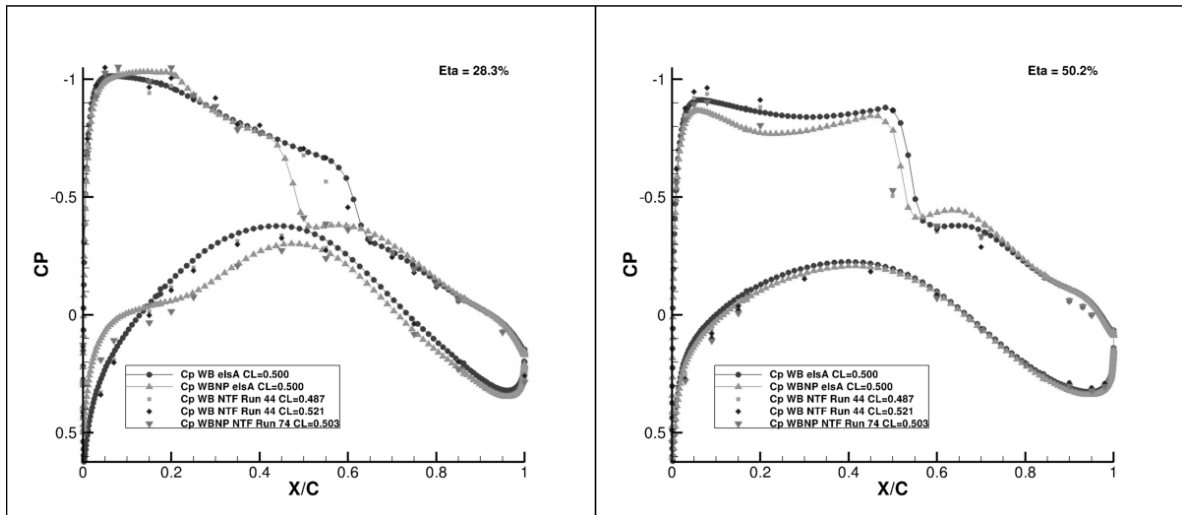 Eta = 28.3%
-1
-0.5
0
0.5
CP
Cp WB elsA CL=0.500
Cp WBNP elsA CL=0.500
Cp WB NTF Run 44 CL=0.487
Cp WB NTF Run 44 CL=0.521
Cp WBNP NTF Run 74 CL=0.503
0 0.2 0.4 0.6 0.8 1
X/C
Eta = 50.2%
-1
-0.5
0
0.5
CP
Cp WB elsA CL=0.500
Cp WBNP elsA CL=0.500
Cp WB NTF Run 44 CL=0.487
Cp WB NTF Run 44 CL=0.521
Cp WBNP NTF Run 74 CL=0.503
0 0.2 0.4 0.6 0.8 1
X/C